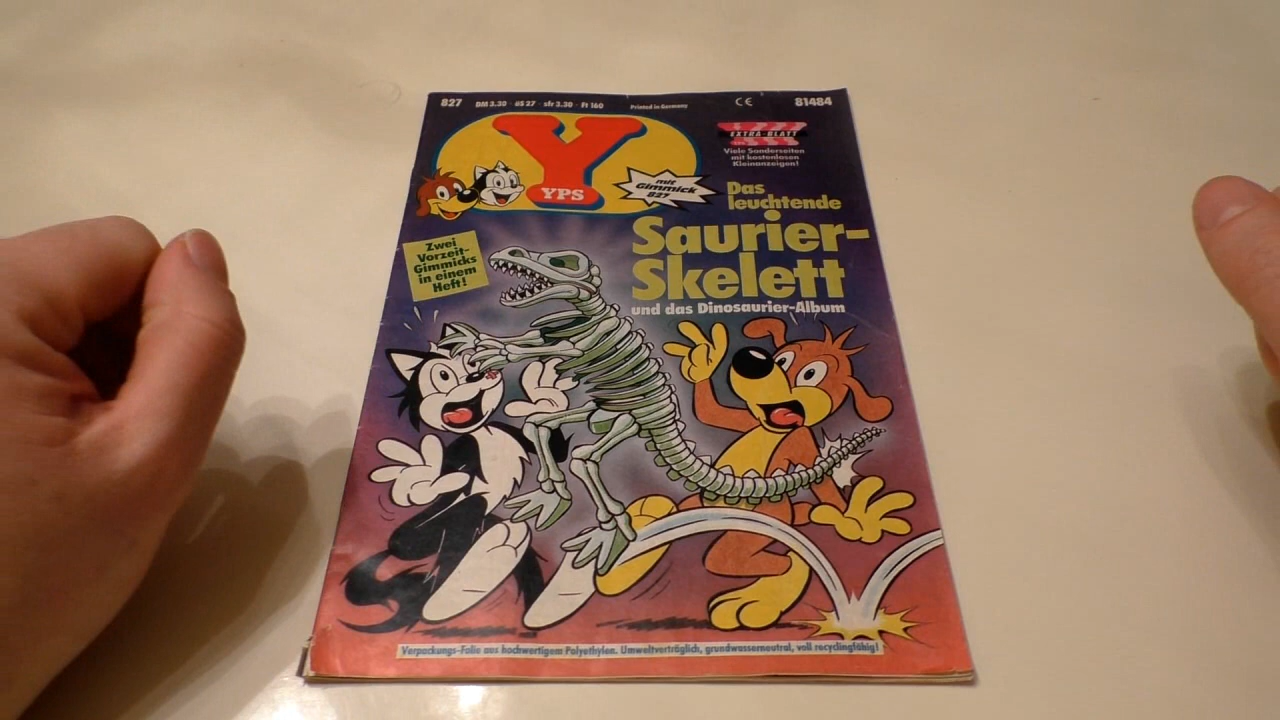 827 DM 3.30 · öS 27 · sfr 3.30 · Ft 160 Printed in Germany CE 81484
Y
YPS
mit
Gimmick
827
EXTRA-BLATT
Viele Sonderseiten
mit kostenlosen
Kleinanzeigen!
Das
leuchtende
Saurier-
Skelett
und das Dinosaurier-Album
Zwei
Vorzeit-
Gimmicks
in einem
Heft!
Verpackungs-Folie aus hochwertigem Polyethylen. Umweltverträglich, grundwasserneutral, voll recyclingfähig!